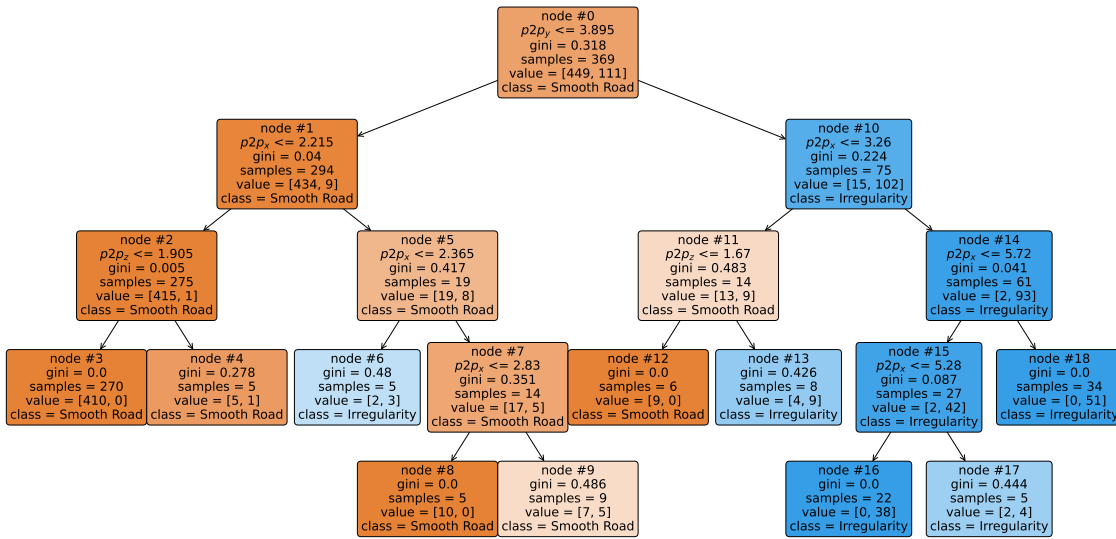 node #0
p2p_y <= 3.895
gini = 0.318
samples = 369
value = [449, 111]
class = Smooth Road
node #1
p2p_x <= 2.215
gini = 0.04
samples = 294
value = [434, 9]
class = Smooth Road
node #10
p2p_x <= 3.26
gini = 0.224
samples = 75
value = [15, 102]
class = Irregularity
node #2
p2p_z <= 1.905
gini = 0.005
samples = 275
value = [415, 1]
class = Smooth Road
node #5
p2p_x <= 2.365
gini = 0.417
samples = 19
value = [19, 8]
class = Smooth Road
node #11
p2p_z <= 1.67
gini = 0.483
samples = 14
value = [13, 9]
class = Smooth Road
node #14
p2p_x <= 5.72
gini = 0.041
samples = 61
value = [2, 93]
class = Irregularity
node #3
gini = 0.0
samples = 270
value = [410, 0]
class = Smooth Road
node #4
gini = 0.278
samples = 5
value = [5, 1]
class = Smooth Road
node #6
gini = 0.48
samples = 5
value = [2, 3]
class = Irregularity
node #7
p2p_x <= 2.83
gini = 0.351
samples = 14
value = [17, 5]
class = Smooth Road
node #12
gini = 0.0
samples = 6
value = [9, 0]
class = Smooth Road
node #13
gini = 0.426
samples = 8
value = [4, 9]
class = Irregularity
node #15
p2p_x <= 5.28
gini = 0.087
samples = 27
value = [2, 42]
class = Irregularity
node #18
gini = 0.0
samples = 34
value = [0, 51]
class = Irregularity
node #8
gini = 0.0
samples = 5
value = [10, 0]
class = Smooth Road
node #9
gini = 0.486
samples = 9
value = [7, 5]
class = Smooth Road
node #16
gini = 0.0
samples = 22
value = [0, 38]
class = Irregularity
node #17
gini = 0.444
samples = 5
value = [2, 4]
class = Irregularity